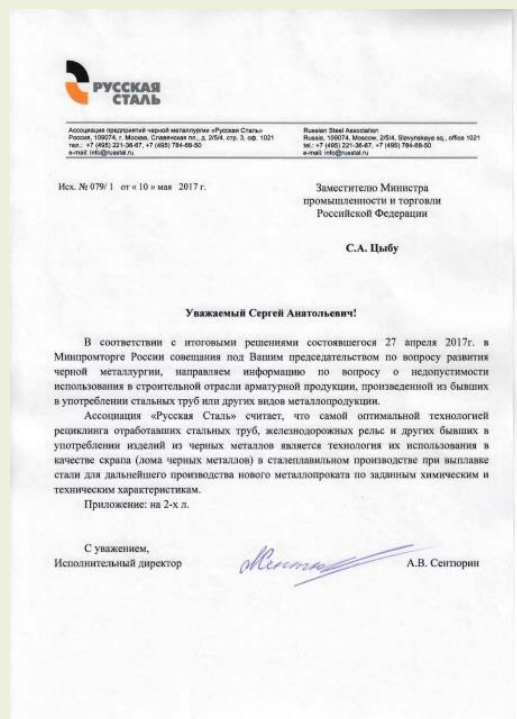 РУССКАЯ
СТАЛЬ
Ассоциация предприятий черной металлургии «Русская Сталь»
Россия, 109074, г. Москва, Славянская пл., д. 2/5/4, стр. 3, оф. 1021
тел.: +7 (495) 221-36-67, +7 (495) 784-68-50
e-mail: info@russtal.ru
Russian Steel Association
Russia, 109074, Moscow, 2/5/4, Slavynskaya sq., office 1021
tel.: +7 (495) 221-36-67, +7 (495) 784-68-50
e-mail: info@russtal.ru
Исх. № 079/ 1 от « 10 » мая 2017 г.
Заместителю Министра
промышленности и торговли
Российской Федерации
С.А. Цыбу
Уважаемый Сергей Анатольевич!
В соответствии с итоговыми решениями состоявшегося 27 апреля 2017г. в
Минпромторге России совещания под Вашим председательством по вопросу развития
черной металлургии, направляем информацию по вопросу о недопустимости
использования в строительной отрасли арматурной продукции, произведенной из бывших
в употреблении стальных труб или других видов металлопродукции.
Ассоциация «Русская Сталь» считает, что самой оптимальной технологией
рециклинга отработавших стальных труб, железнодорожных рельс и других бывших в
употреблении изделий из черных металлов является технология их использования в
качестве скрапа (лома черных металлов) в сталеплавильном производстве при выплавке
стали для дальнейшего производства нового металлопроката по заданным химическим и
техническим характеристикам.
Приложение: на 2-х л.
С уважением,
Исполнительный директор
А.В. Сентюрин